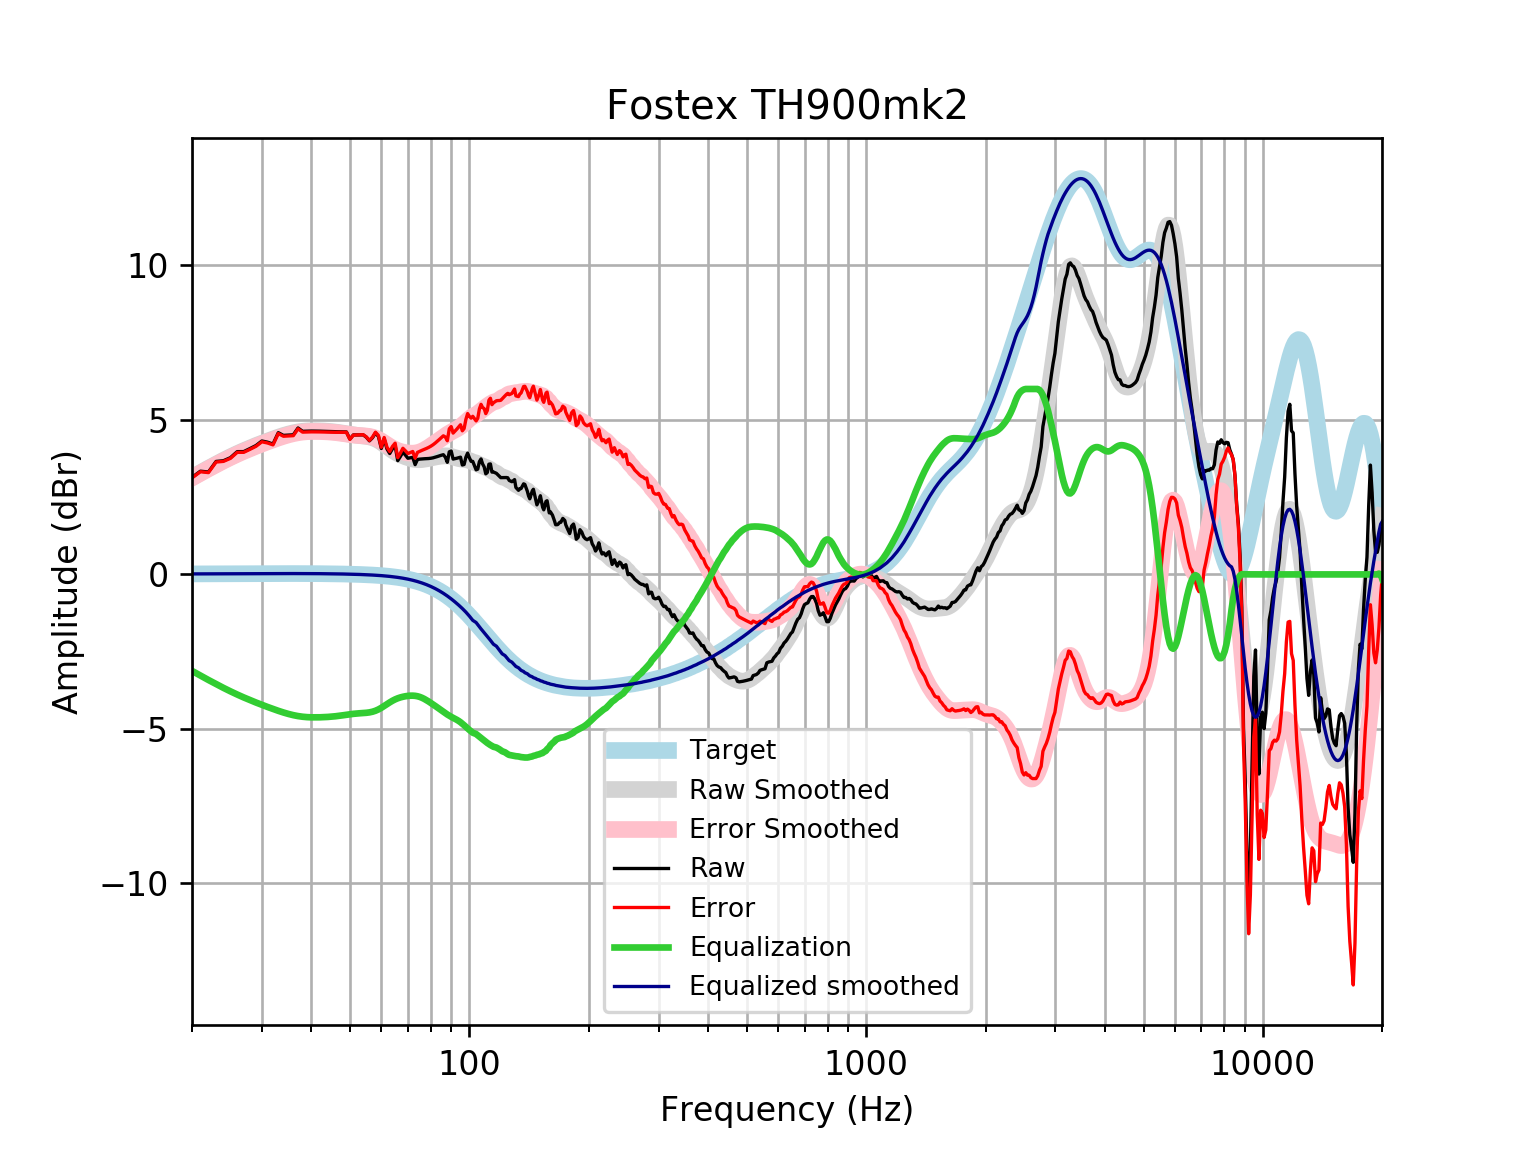 Fostex TH900mk2
Amplitude (dBr)
10
5
0
−5
−10
Target
Raw Smoothed
Error Smoothed
Raw
Error
Equalization
Equalized smoothed
100 1000 10000
Frequency (Hz)